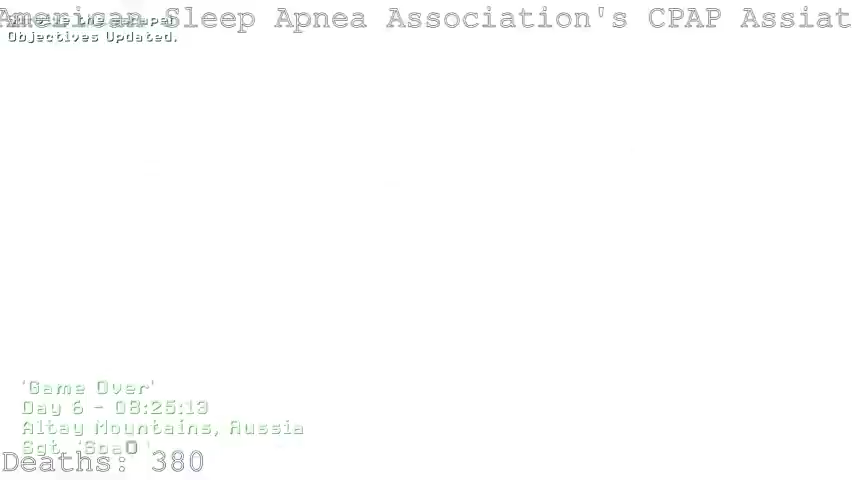 American Sleep Apnea Association's CPAP Assiat
Objectives Updated.
'Game Over'
Day 6 - 08:25:13
Altay Mountains, Russia
Sgt.
Deaths: 380